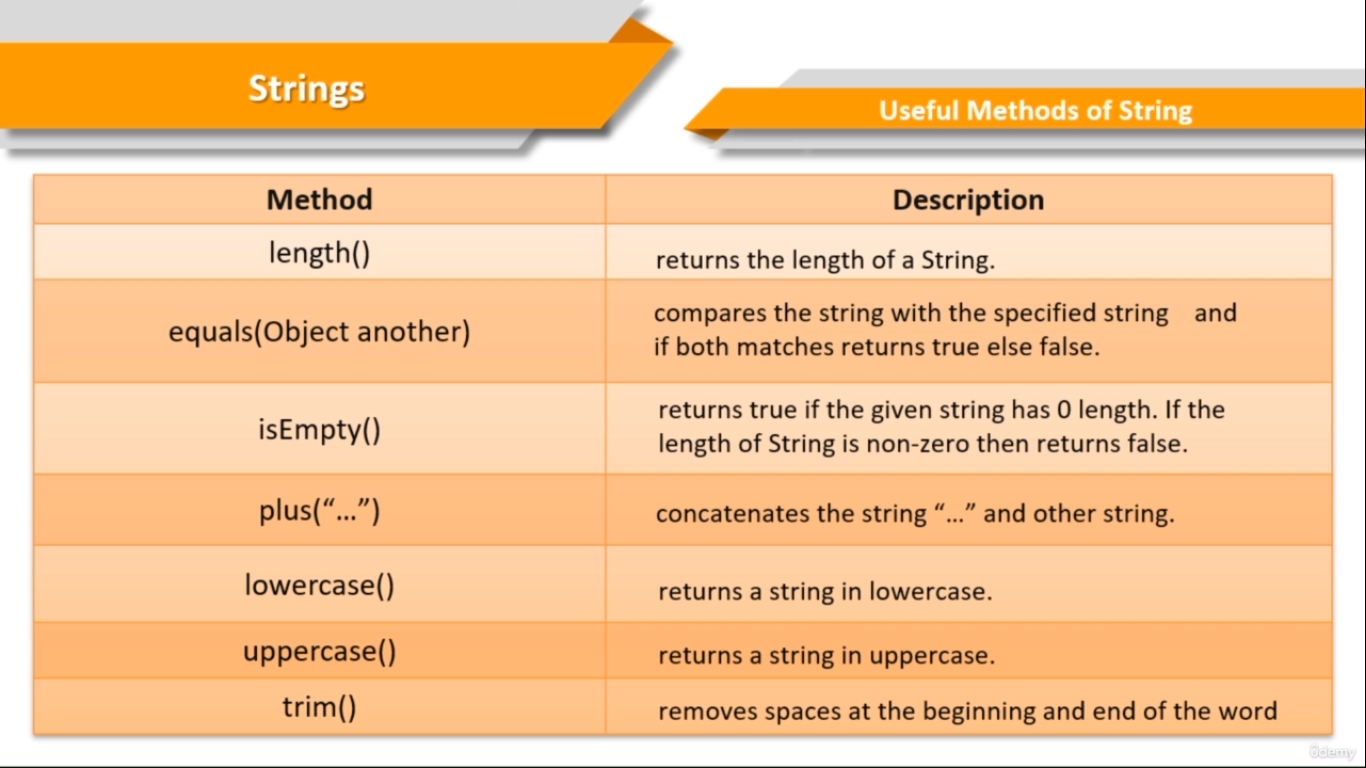 Strings
Useful Methods of String
Method
Description
length()
returns the length of a String.
equals(Object another)
compares the string with the specified string and
if both matches returns true else false.
isEmpty()
returns true if the given string has 0 length. If the
length of String is non-zero then returns false.
plus(“...”)
concatenates the string “...” and other string.
lowercase()
returns a string in lowercase.
uppercase()
returns a string in uppercase.
trim()
removes spaces at the beginning and end of the word
ûdemy